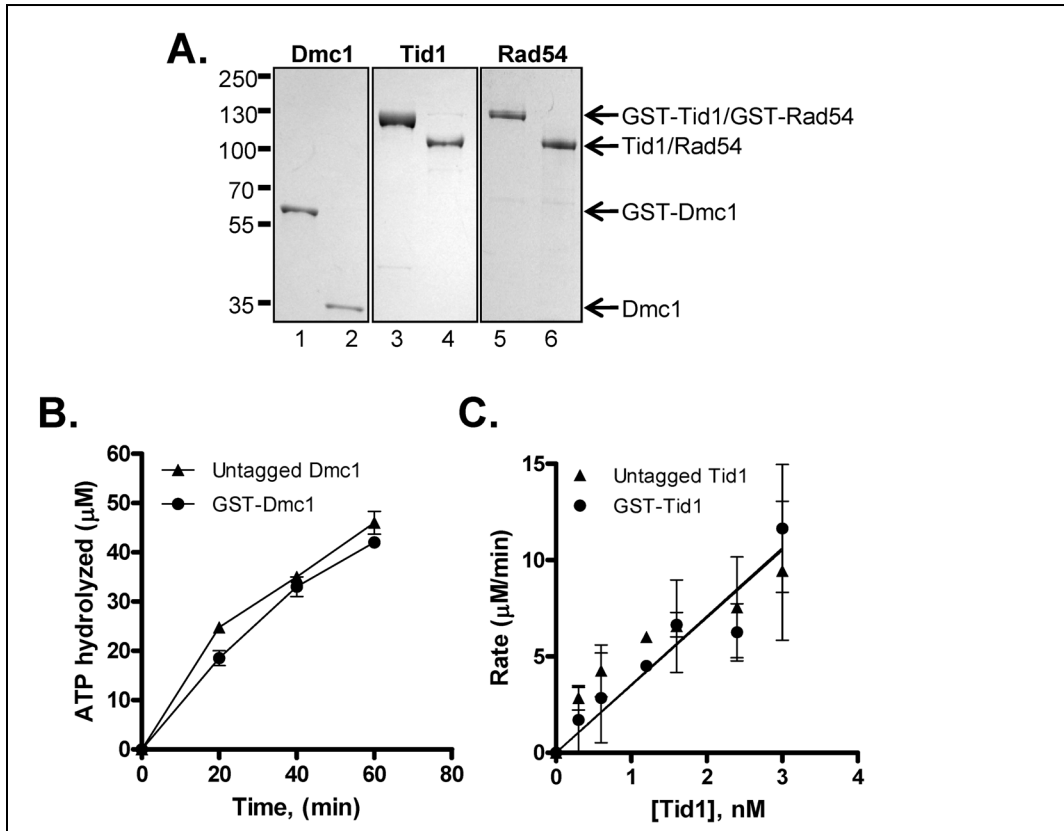 A.
Dmc1 Tid1 Rad54
250
130
100
70
55
35
GST-Tid1/GST-Rad54
Tid1/Rad54
GST-Dmc1
Dmc1
1 2 3 4 5 6
B.
Untagged Dmc1
GST-Dmc1
ATP hydrolyzed (μM)
60
50
40
30
20
10
0
0 20 40 60 80
Time, (min)
C.
Untagged Tid1
GST-Tid1
Rate (μM/min)
15
10
5
0
0 1 2 3 4
[Tid1], nM